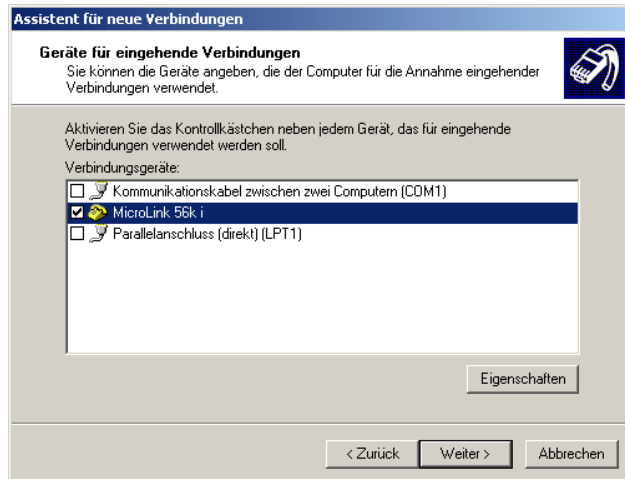 Assistent für neue Verbindungen
Geräte für eingehende Verbindungen
Sie können die Geräte angeben, die der Computer für die Annahme eingehender
Verbindungen verwendet.
Aktivieren Sie das Kontrollkästchen neben jedem Gerät, das für eingehende
Verbindungen verwendet werden soll.
Verbindungsgeräte:
Kommunikationskabel zwischen zwei Computern (COM1)
MicroLink 56k i
Parallelanschluss (direkt) (LPT1)
Eigenschaften
< Zurück Weiter > Abbrechen